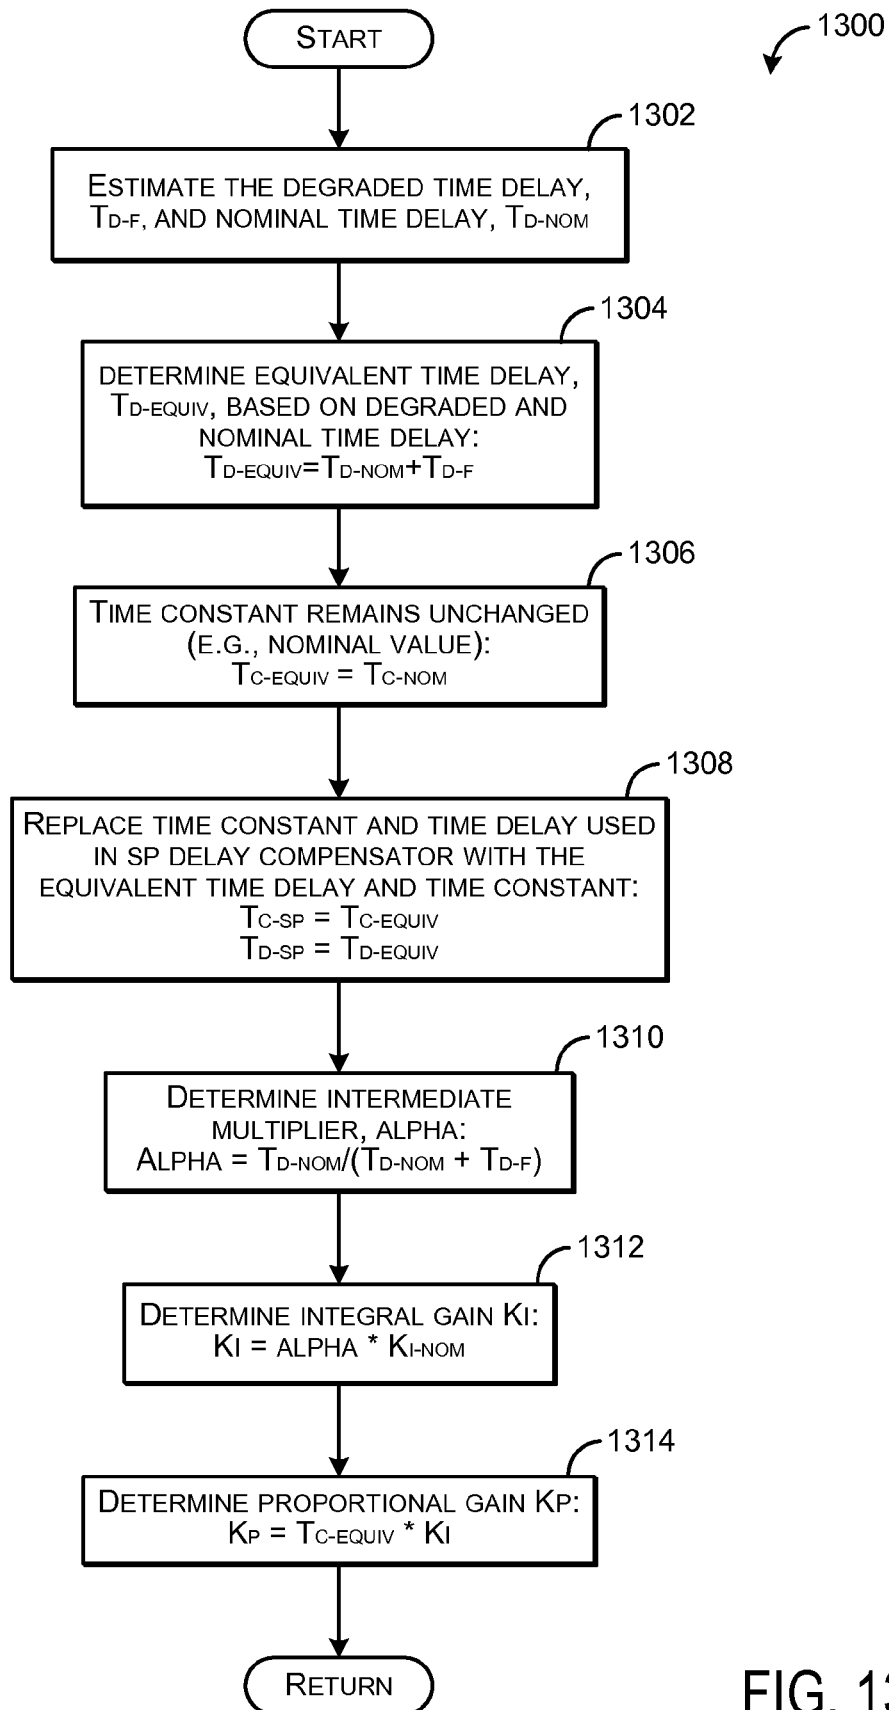 START
1300
1302
ESTIMATE THE DEGRADED TIME DELAY,
TD-F, AND NOMINAL TIME DELAY, TD-NOM
1304
DETERMINE EQUIVALENT TIME DELAY,
TD-EQUIV, BASED ON DEGRADED AND
NOMINAL TIME DELAY:
TD-EQUIV=TD-NOM+TD-F
1306
TIME CONSTANT REMAINS UNCHANGED
(E.G., NOMINAL VALUE):
TC-EQUIV = TC-NOM
1308
REPLACE TIME CONSTANT AND TIME DELAY USED
IN SP DELAY COMPENSATOR WITH THE
EQUIVALENT TIME DELAY AND TIME CONSTANT:
TC-SP = TC-EQUIV
TD-SP = TD-EQUIV
1310
DETERMINE INTERMEDIATE
MULTIPLIER, ALPHA:
ALPHA = TD-NOM/(TD-NOM + TD-F)
1312
DETERMINE INTEGRAL GAIN KI:
KI = ALPHA * KI-NOM
1314
DETERMINE PROPORTIONAL GAIN KP:
KP = TC-EQUIV * KI
RETURN
FIG. 13